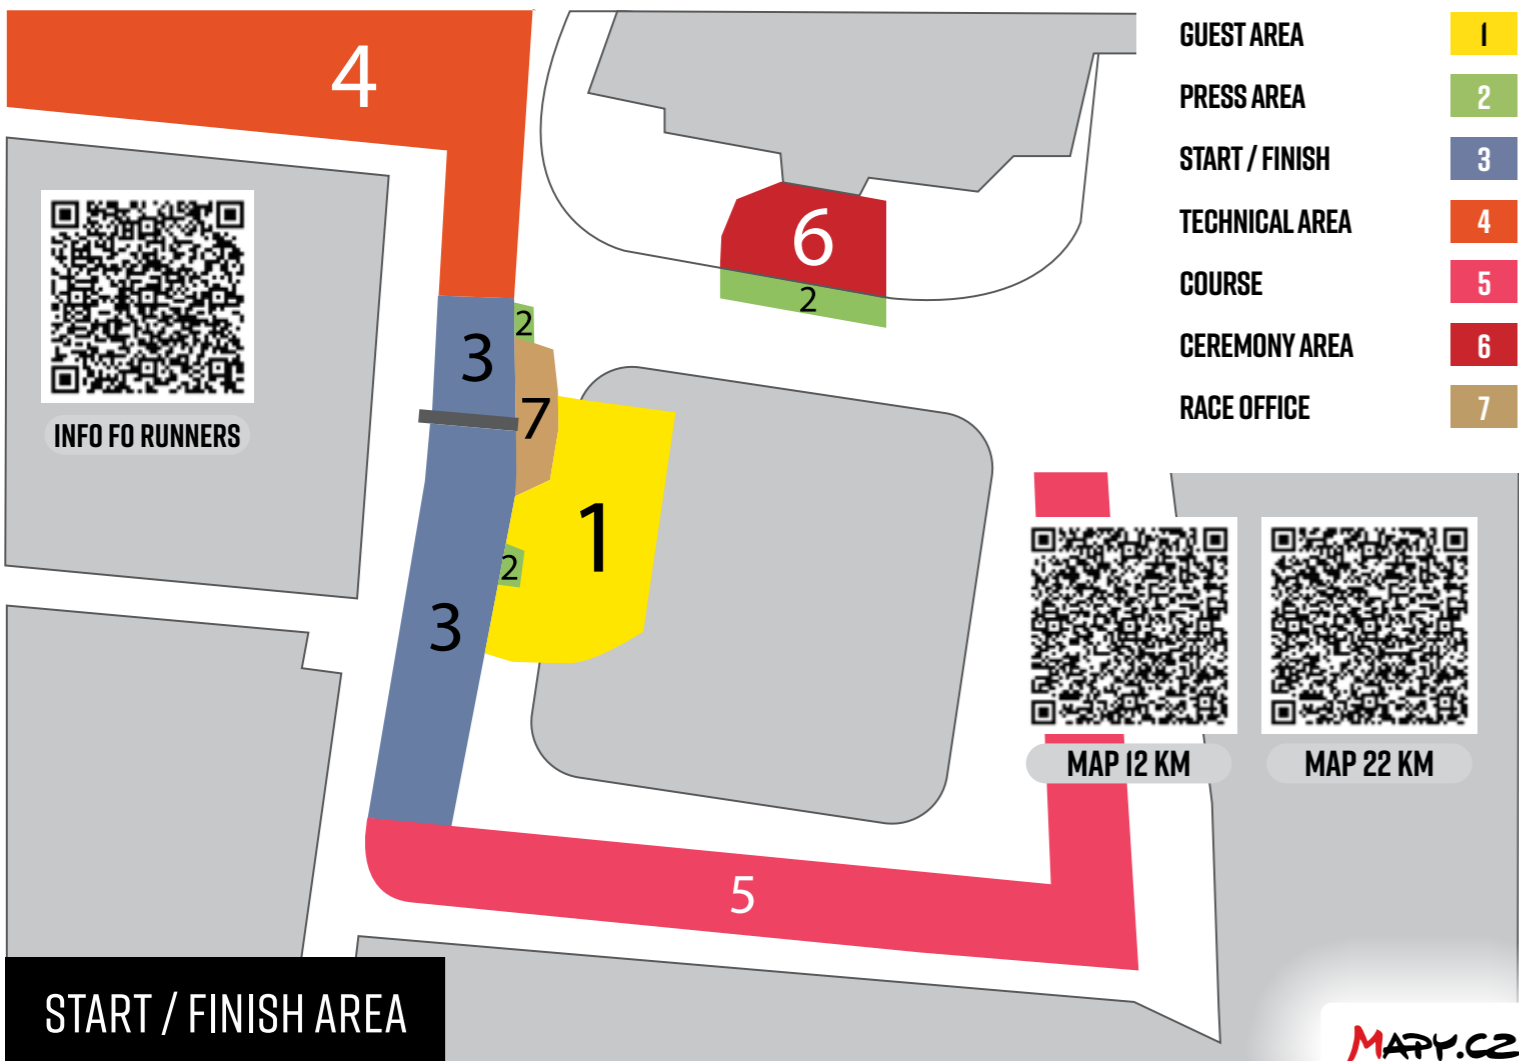 GUEST AREA 1
PRESS AREA 2
START / FINISH 3
TECHNICAL AREA 4
COURSE 5
CEREMONY AREA 6
RACE OFFICE 7
4
6
2
2
3
7
1
2
3
5
INFO FO RUNNERS
MAP 12 KM
MAP 22 KM
START / FINISH AREA
MAPY.CZ